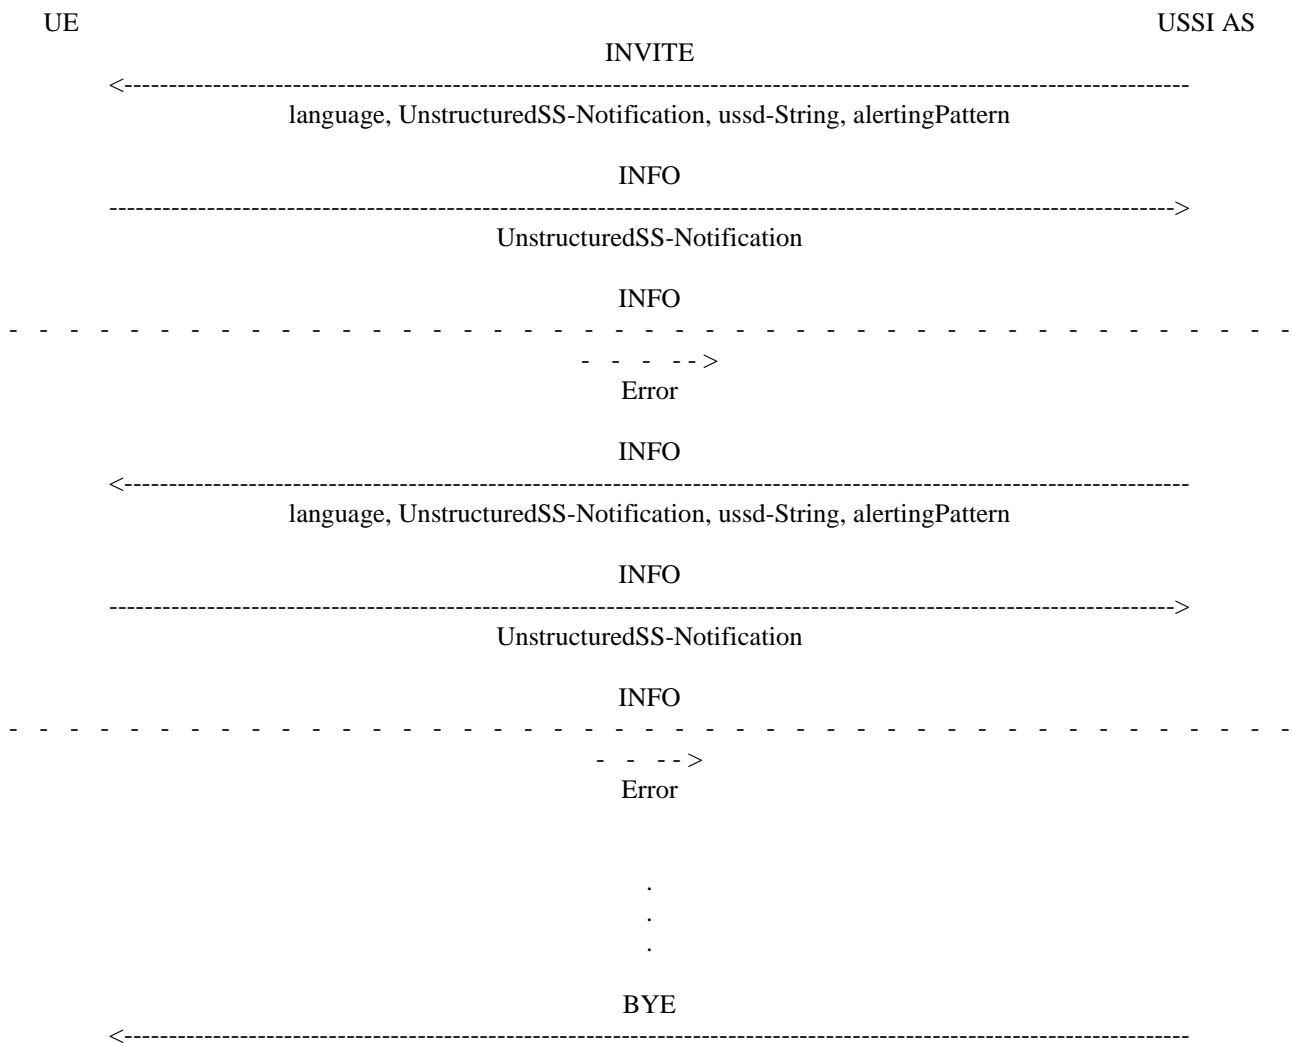 UE USSI AS
INVITE
<------------------------------------------------------------------------------------------------------------------------
language, UnstructuredSS-Notification, ussd-String, alertingPattern
INFO
------------------------------------------------------------------------------------------------------------------------>
UnstructuredSS-Notification
INFO
- - - - - - - - - - - - - - - - - - - - - - - - - - - - - - - - - - - - - - - - - - -
- - - - - >
Error
INFO
<------------------------------------------------------------------------------------------------------------------------
language, UnstructuredSS-Notification, ussd-String, alertingPattern
INFO
------------------------------------------------------------------------------------------------------------------------>
UnstructuredSS-Notification
INFO
- - - - - - - - - - - - - - - - - - - - - - - - - - - - - - - - - - - - - - - - - - -
- - - - >
Error
.
.
.
BYE
<------------------------------------------------------------------------------------------------------------------------